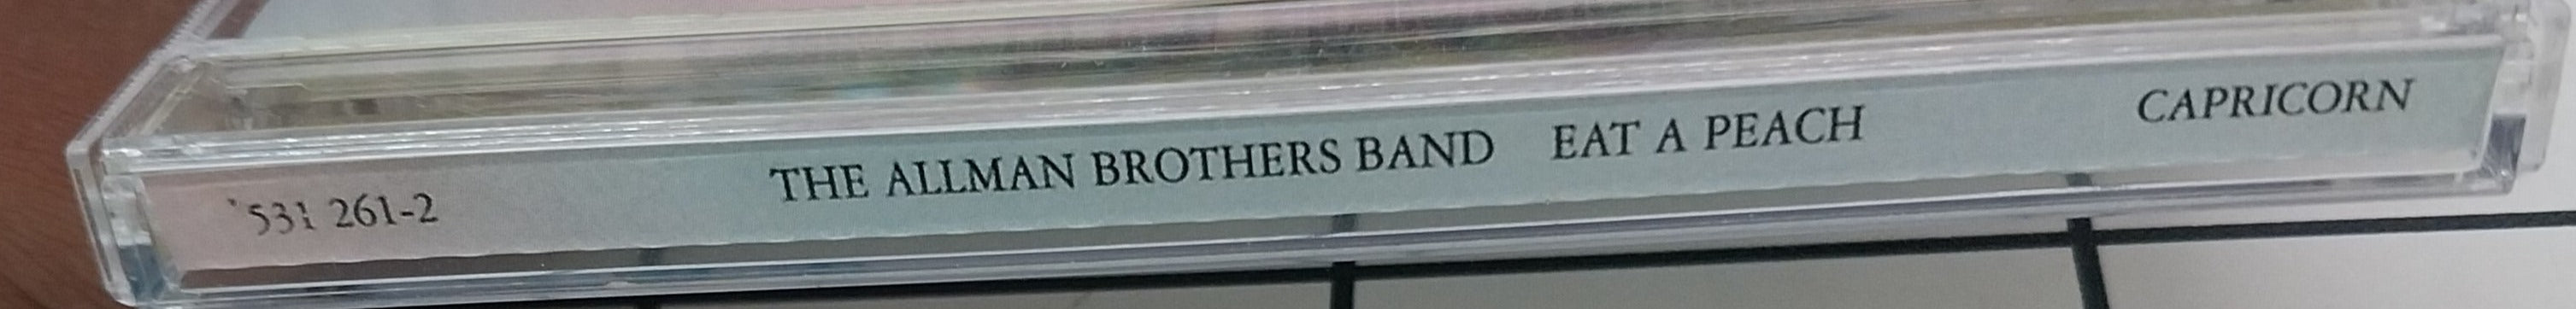 531 261-2 THE ALLMAN BROTHERS BAND EAT A PEACH CAPRICORN